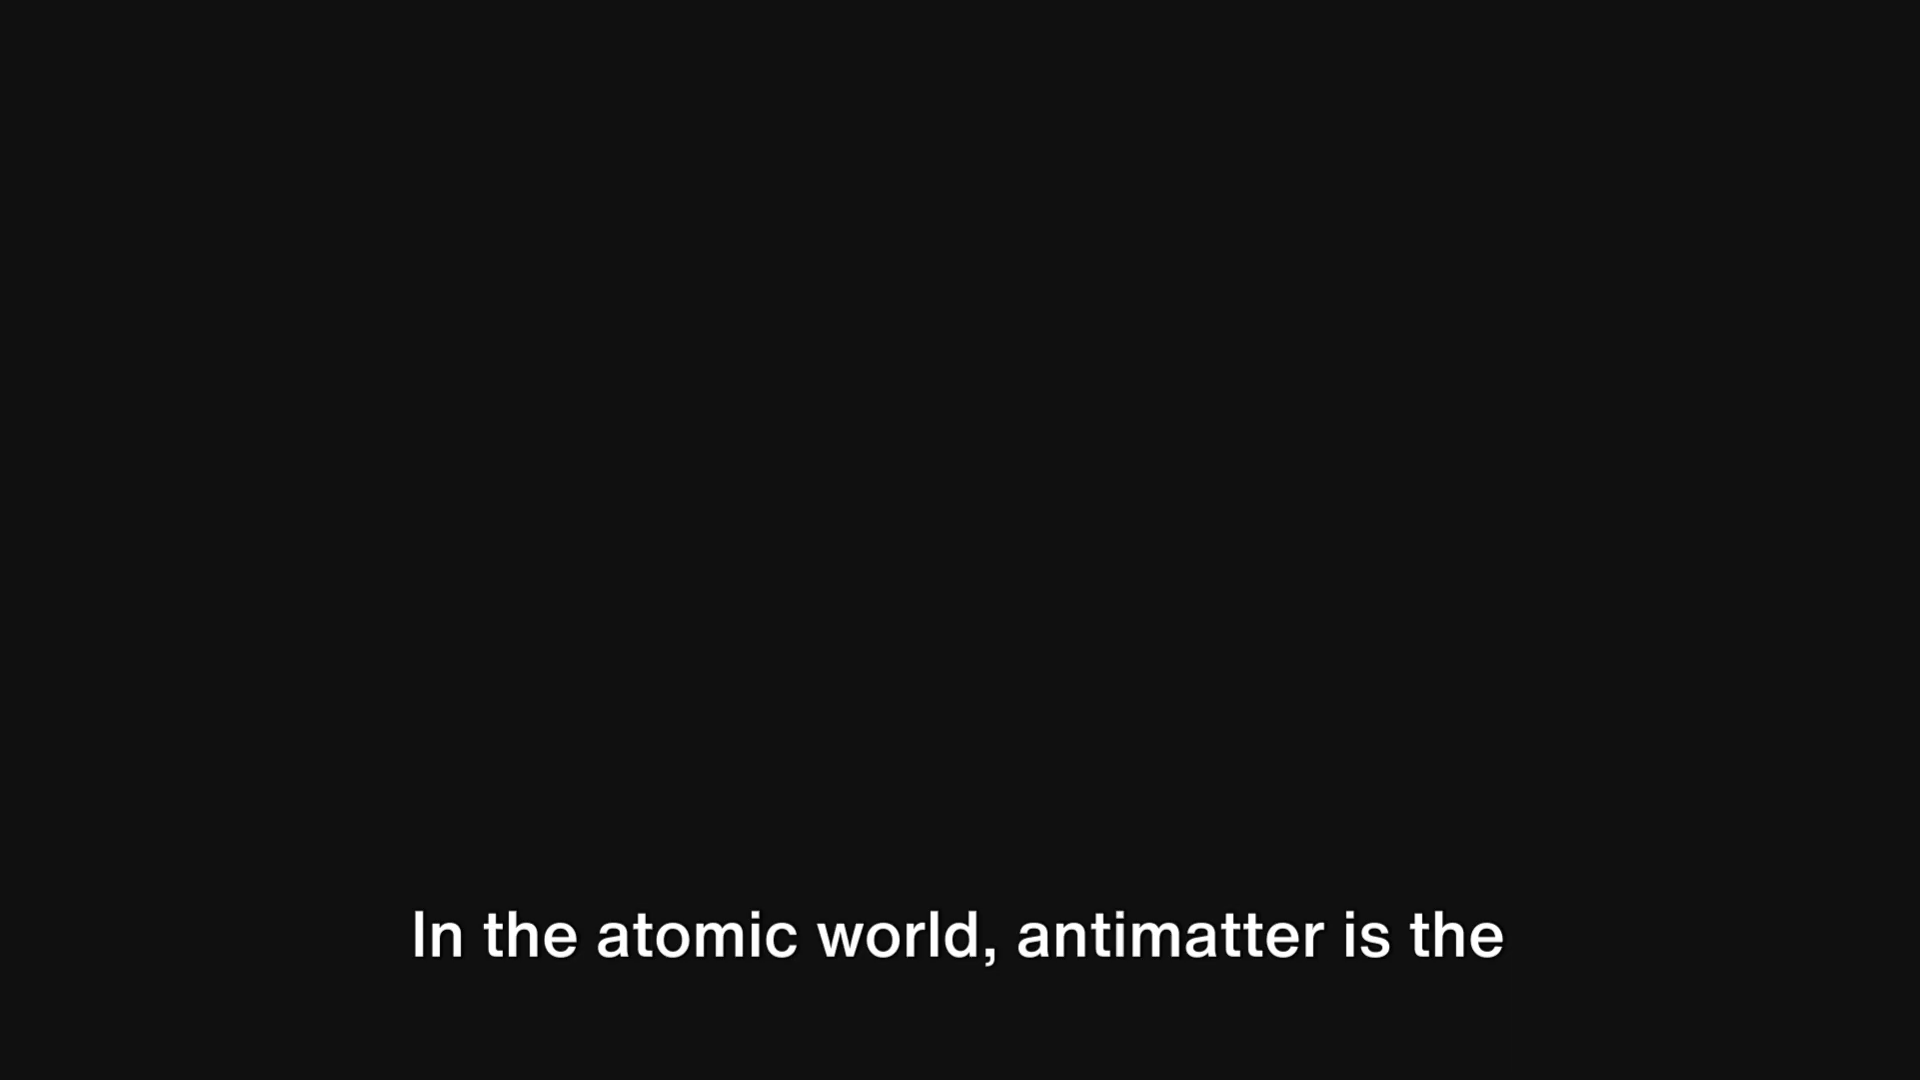 In the atomic world, antimatter is the